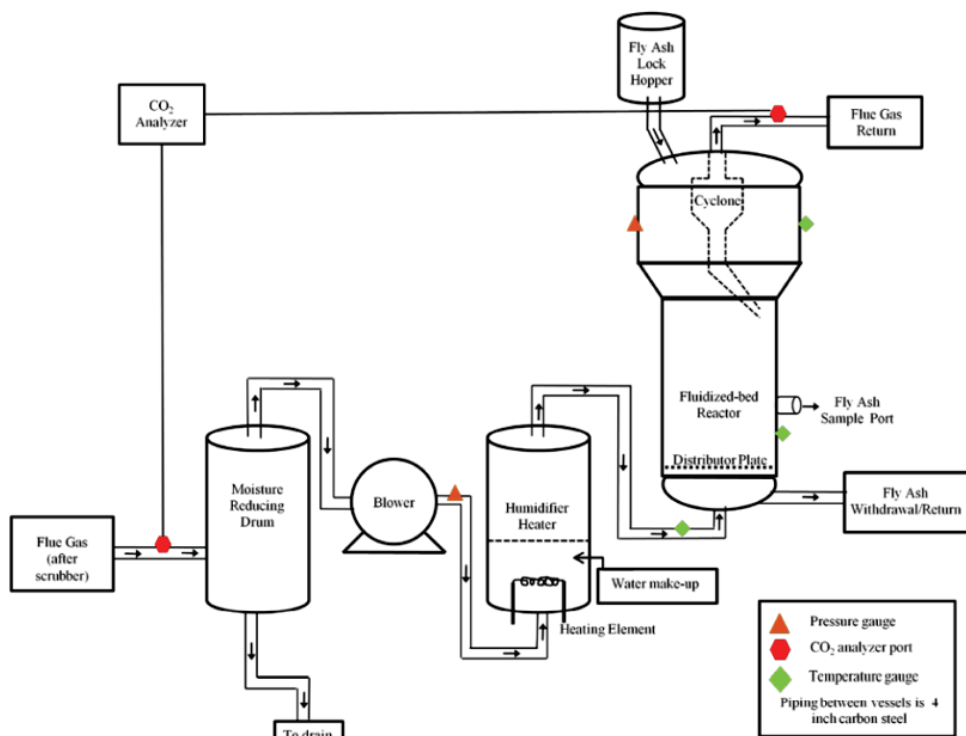 Fly Ash
Lock
Hopper
CO₂
Analyzer
Flue Gas
Return
Cyclone
Fluidized-bed
Reactor
Fly Ash
Sample Port
Distributor Plate
Moisture
Reducing
Drum
Blower
Humidifier
Heater
Fly Ash
Withdrawal/Return
Flue Gas
(after
scrubber)
Water make-up
Heating Element
To drain
Pressure gauge
CO₂ analyzer port
Temperature gauge
Piping between vessels is 4
inch carbon steel